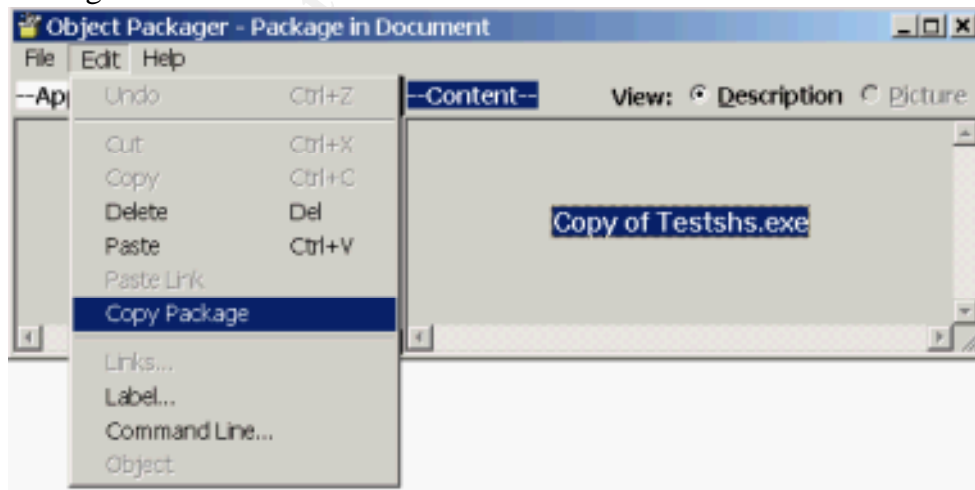 Object Packager - Package in Document
File Edit Help
--Ap
--Content--
View: Description Picture
Undo Ctrl+Z
Cut Ctrl+X
Copy Ctrl+C
Delete Del
Paste Ctrl+V
Paste Link
Copy Package
Links...
Label...
Command Line...
Object
Copy of Testshs.exe